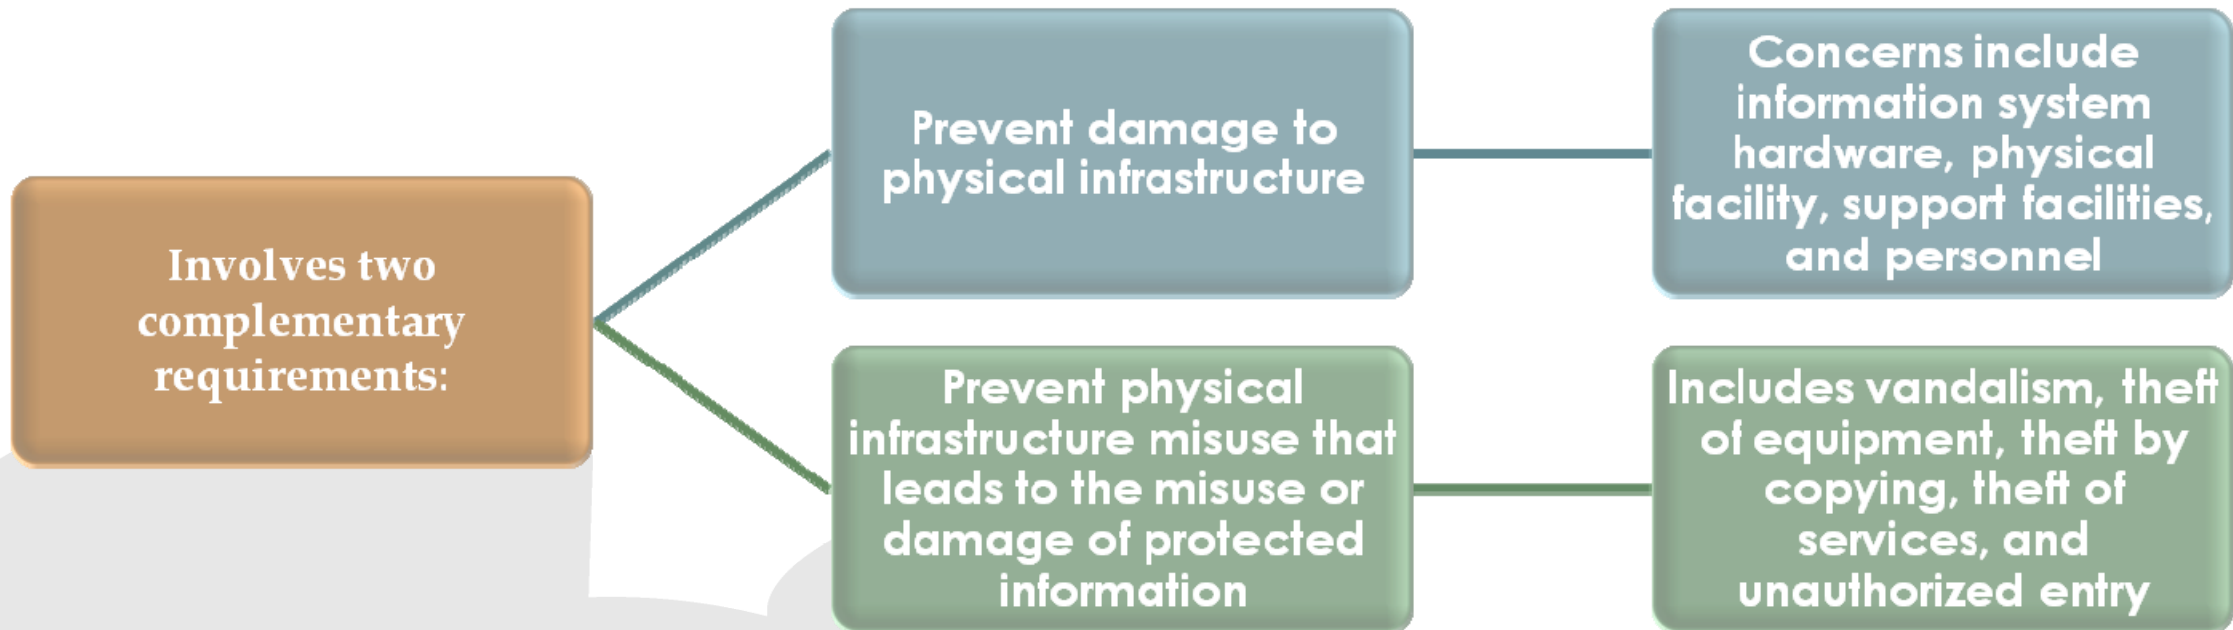 Involves two
complementary
requirements:
Prevent damage to
physical infrastructure
Concerns include
information system
hardware, physical
facility, support facilities,
and personnel
Prevent physical
infrastructure misuse that
leads to the misuse or
damage of protected
information
Includes vandalism, theft
of equipment, theft by
copying, theft of
services, and
unauthorized entry